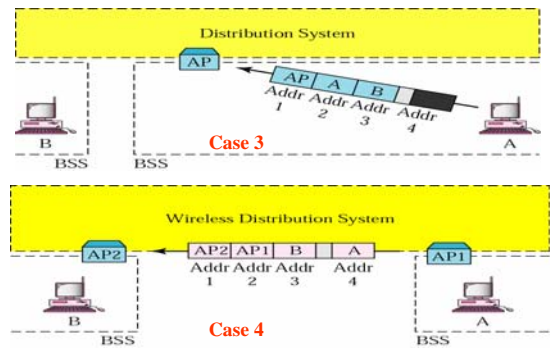 Distribution System
AP
AP A B
Addr 1 Addr 2 Addr 3 Addr 4
B
Case 3
A
BSS BSS
Wireless Distribution System
AP2 AP2 AP1 B A AP1
Addr 1 Addr 2 Addr 3 Addr 4
B
Case 4
A
BSS BSS